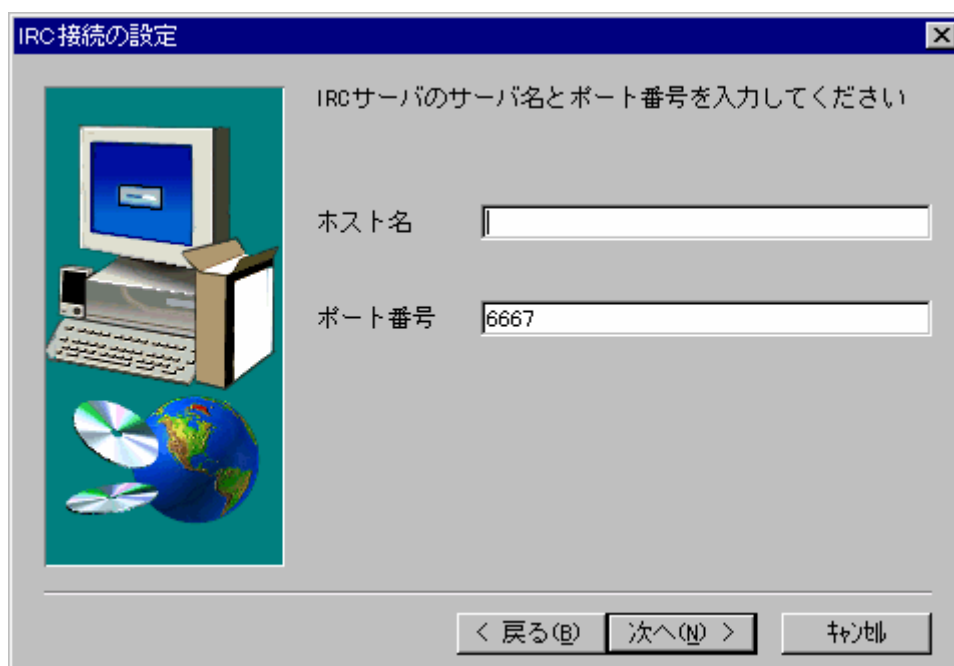 IRC接続の設定
IRCサーバのサーバ名とポート番号を入力してください
ホスト名
ポート番号 6667
< 戻る(B) 次へ(N) > ｷｬﾝｾﾙ